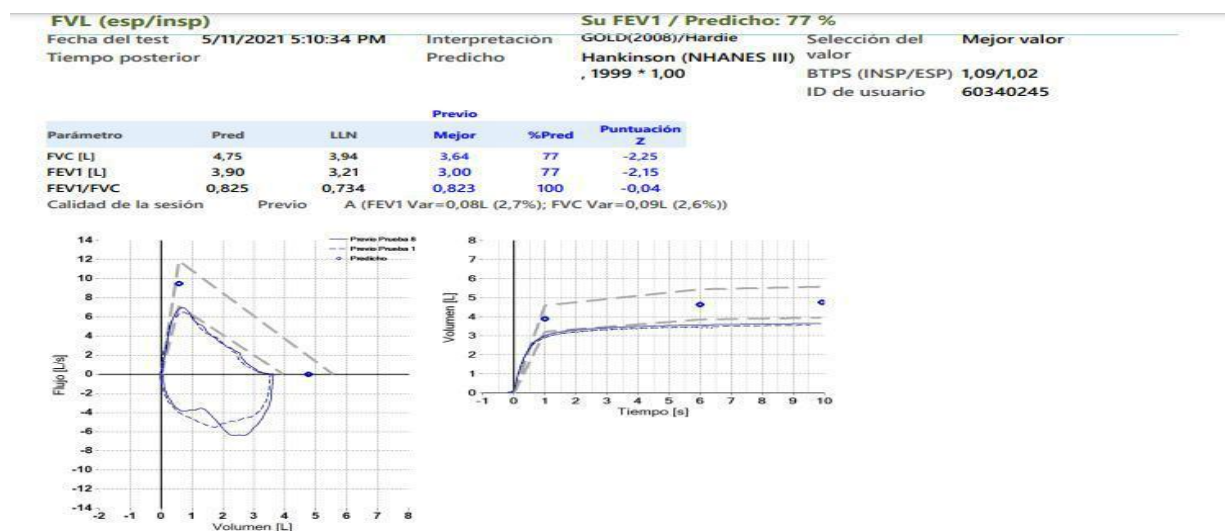 FVL (esp/insp) Su FEV1 / Predicho: 77 %
Fecha del test 5/11/2021 5:10:34 PM Interpretación GOLD(2008)/Hardie Selección del valor Mejor valor
Tiempo posterior Predicho Hankinson (NHANES III) , 1999 * 1,00
BTPS (INSP/ESP) 1,09/1,02
ID de usuario 60340245
Previo
Parámetro Pred LLN Mejor %Pred Puntuación Z
FVC [L] 4,75 3,94 3,64 77 -2,25
FEV1 [L] 3,90 3,21 3,00 77 -2,15
FEV1/FVC 0,825 0,734 0,823 100 -0,04
Calidad de la sesión Previo A (FEV1 Var=0,08L (2,7%); FVC Var=0,09L (2,6%))
Previo Prueba 8
Previo Prueba 1
Predicho
Flujo [L/s]
14
12
10
8
6
4
2
0
-2
-4
-6
-8
-10
-12
-14
-2 -1 0 1 2 3 4 5 6 7 8
Volumen [L]
Volumen [L]
8
7
6
5
4
3
2
1
0
-1 0 1 2 3 4 5 6 7 8 9 10
Tiempo [s]